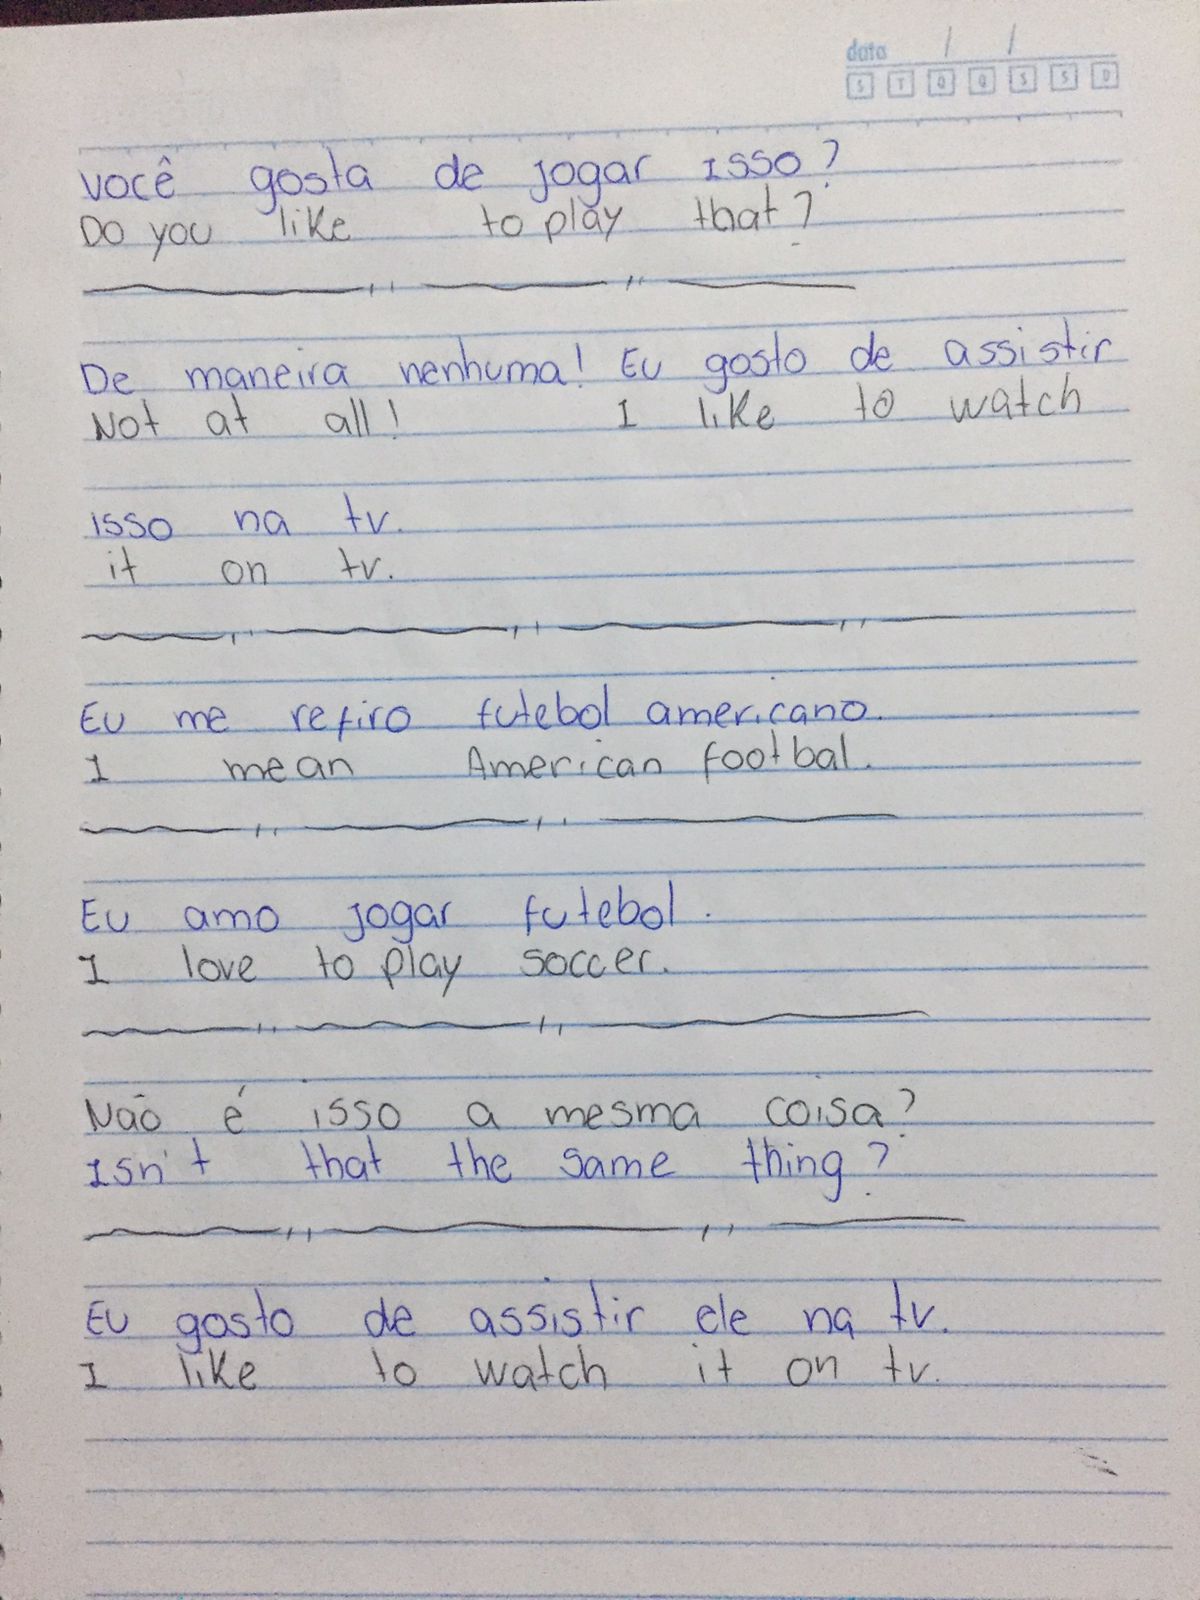 data / /
S T Q Q S S D
você gosta de jogar isso?
Do you like to play that?
De maneira nenhuma! Eu gosto de assistir
Not at all! I like to watch
isso na tv.
it on tv.
Eu me refiro futebol americano.
I mean American footbal.
Eu amo jogar futebol.
I love to play soccer.
Não é isso a mesma coisa?
Isn't that the same thing?
Eu gosto de assistir ele na tv.
I like to watch it on tv.